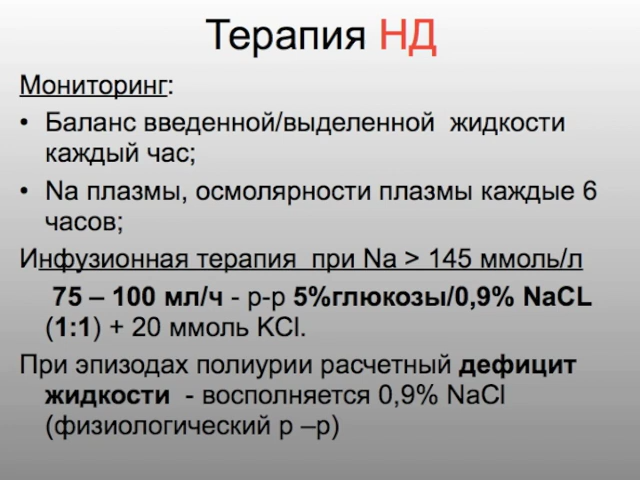 Терапия НД
Мониторинг:
• Баланс введенной/выделенной жидкости
каждый час;
• Na плазмы, осмолярности плазмы каждые 6
часов;
Инфузионная терапия при Na > 145 ммоль/л
75 – 100 мл/ч - р-р 5%глюкозы/0,9% NaCL
(1:1) + 20 ммоль KCl.
При эпизодах полиурии расчетный дефицит
жидкости - восполняется 0,9% NaCl
(физиологический р –р)